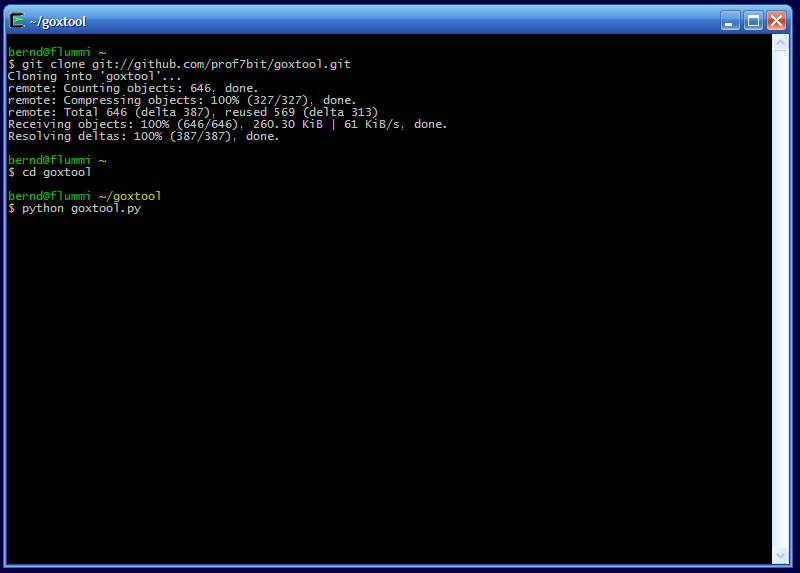 ~/goxtool
bernd@flummi ~
$ git clone git://github.com/prof7bit/goxtool.git
Cloning into 'goxtool'...
remote: Counting objects: 646, done.
remote: Compressing objects: 100% (327/327), done.
remote: Total 646 (delta 387), reused 569 (delta 313)
Receiving objects: 100% (646/646), 260.30 KiB | 61 KiB/s, done.
Resolving deltas: 100% (387/387), done.
bernd@flummi ~
$ cd goxtool
bernd@flummi ~/goxtool
$ python goxtool.py